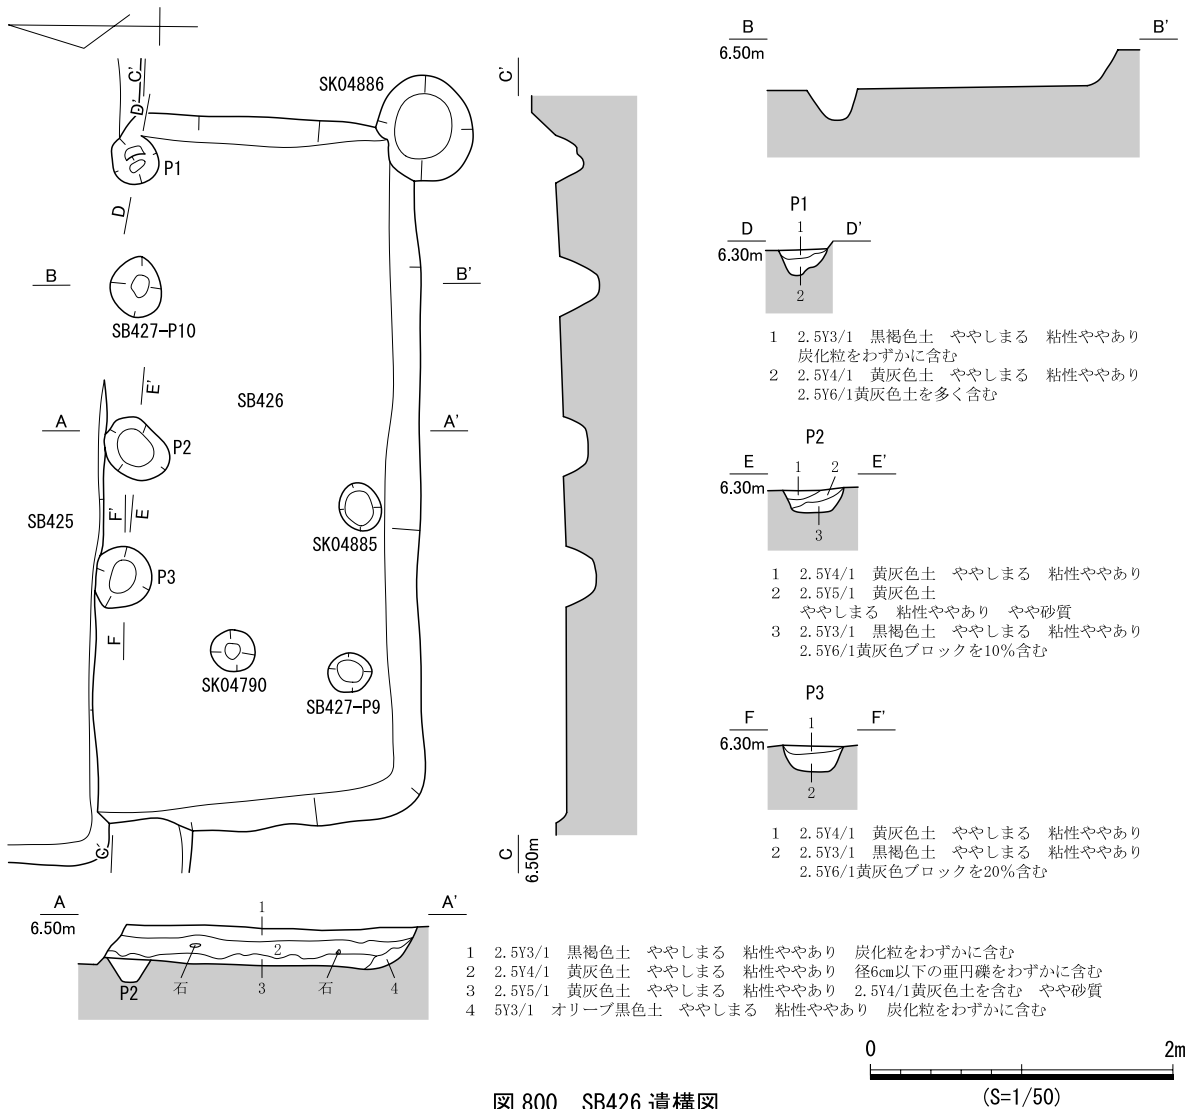 SK04886
C'
D'
P1
D
B
B'
SB427-P10
E'
SB426
A
A'
P2
SB425
F'
E
SK04885
P3
F
SK04790
SB427-P9
C'
C
6.50m
B
B'
6.50m
P1
D
D'
6.30m
1
2
1 2.5Y3/1 黒褐色土 ややしまる 粘性ややあり
炭化粒をわずかに含む
2 2.5Y4/1 黄灰色土 ややしまる 粘性ややあり
2.5Y6/1黄灰色土を多く含む
P2
E
E'
6.30m
1
2
3
1 2.5Y4/1 黄灰色土 ややしまる 粘性ややあり
2 2.5Y5/1 黄灰色土
ややしまる 粘性ややあり やや砂質
3 2.5Y3/1 黒褐色土 ややしまる 粘性ややあり
2.5Y6/1黄灰色ブロックを10%含む
P3
F
F'
6.30m
1
2
1 2.5Y4/1 黄灰色土 ややしまる 粘性ややあり
2 2.5Y3/1 黒褐色土 ややしまる 粘性ややあり
2.5Y6/1黄灰色ブロックを20%含む
A
A'
6.50m
1
2
P2
石
3
石
4
1 2.5Y3/1 黒褐色土 ややしまる 粘性ややあり 炭化粒をわずかに含む
2 2.5Y4/1 黄灰色土 ややしまる 粘性ややあり 径6㎝以下の亜円礫をわずかに含む
3 2.5Y5/1 黄灰色土 ややしまる 粘性ややあり 2.5Y4/1黄灰色土を含む やや砂質
4 5Y3/1 オリーブ黒色土 ややしまる 粘性ややあり 炭化粒をわずかに含む
0
2m
(S=1/50)
図 800 SB426 遺構図